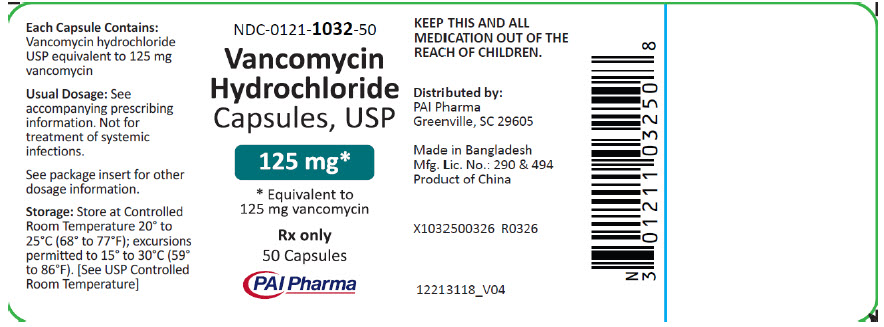 Each Capsule Contains:
Vancomycin hydrochloride
USP equivalent to 125 mg
vancomycin
Usual Dosage: See
accompanying prescribing
information. Not for
treatment of systemic
infections.
See package insert for other
dosage information.
Storage: Store at Controlled
Room Temperature 20° to
25°C (68° to 77°F); excursions
permitted to 15° to 30°C (59°
to 86°F). [See USP Controlled
Room Temperature]
NDC-0121-1032-50
Vancomycin
Hydrochloride
Capsules, USP
125 mg*
* Equivalent to
125 mg vancomycin
Rx only
50 Capsules
PAI Pharma
KEEP THIS AND ALL
MEDICATION OUT OF THE
REACH OF CHILDREN.
Distributed by:
PAI Pharma
Greenville, SC 29605
Made in Bangladesh
Mfg. Lic. No.: 290 & 494
Product of China
X1032500326 R0326
12213118_V04
N
3 01211 03250 8